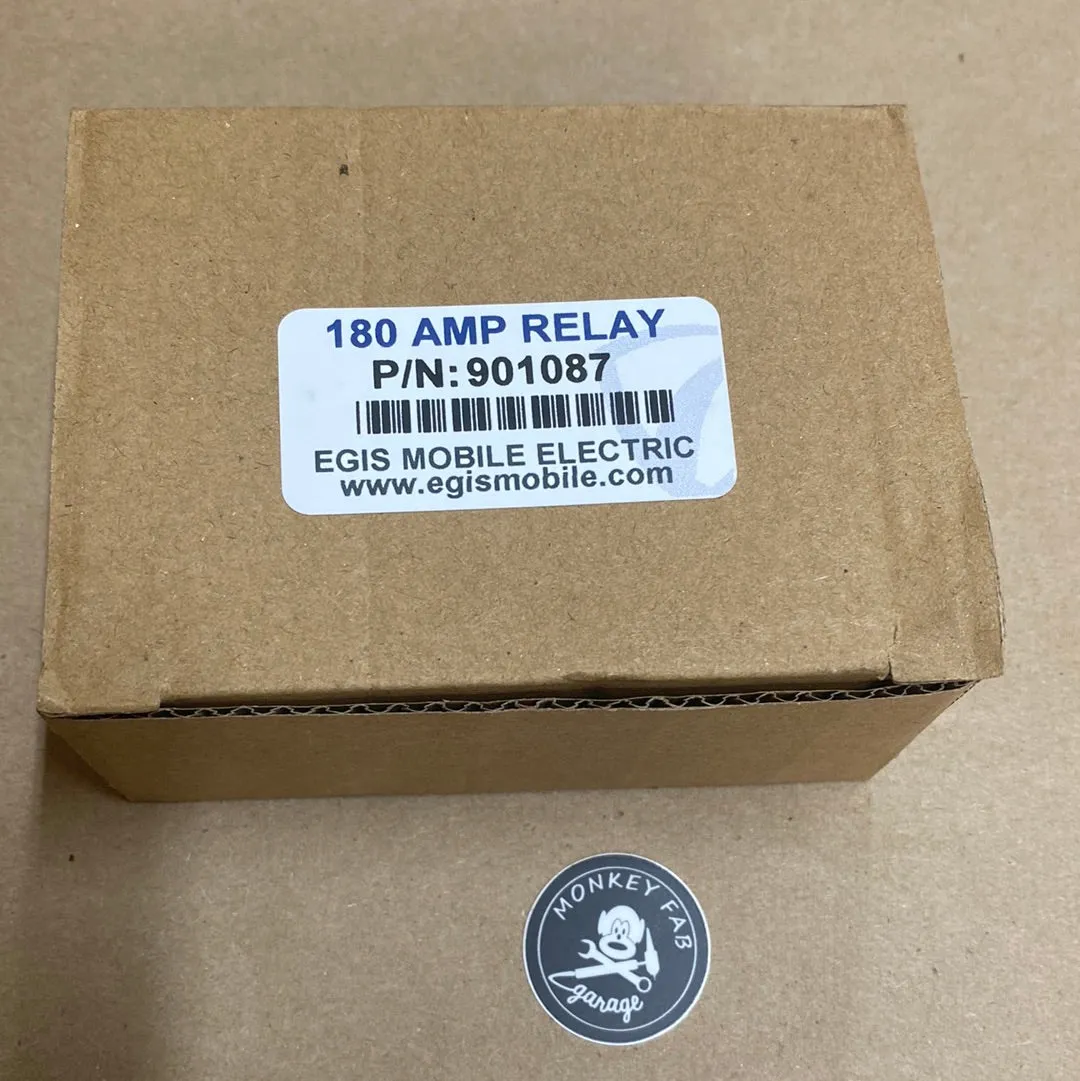 180 AMP RELAY
P/N: 901087
EGIS MOBILE ELECTRIC
www.egismobile.com
MONKEY FAB
garage